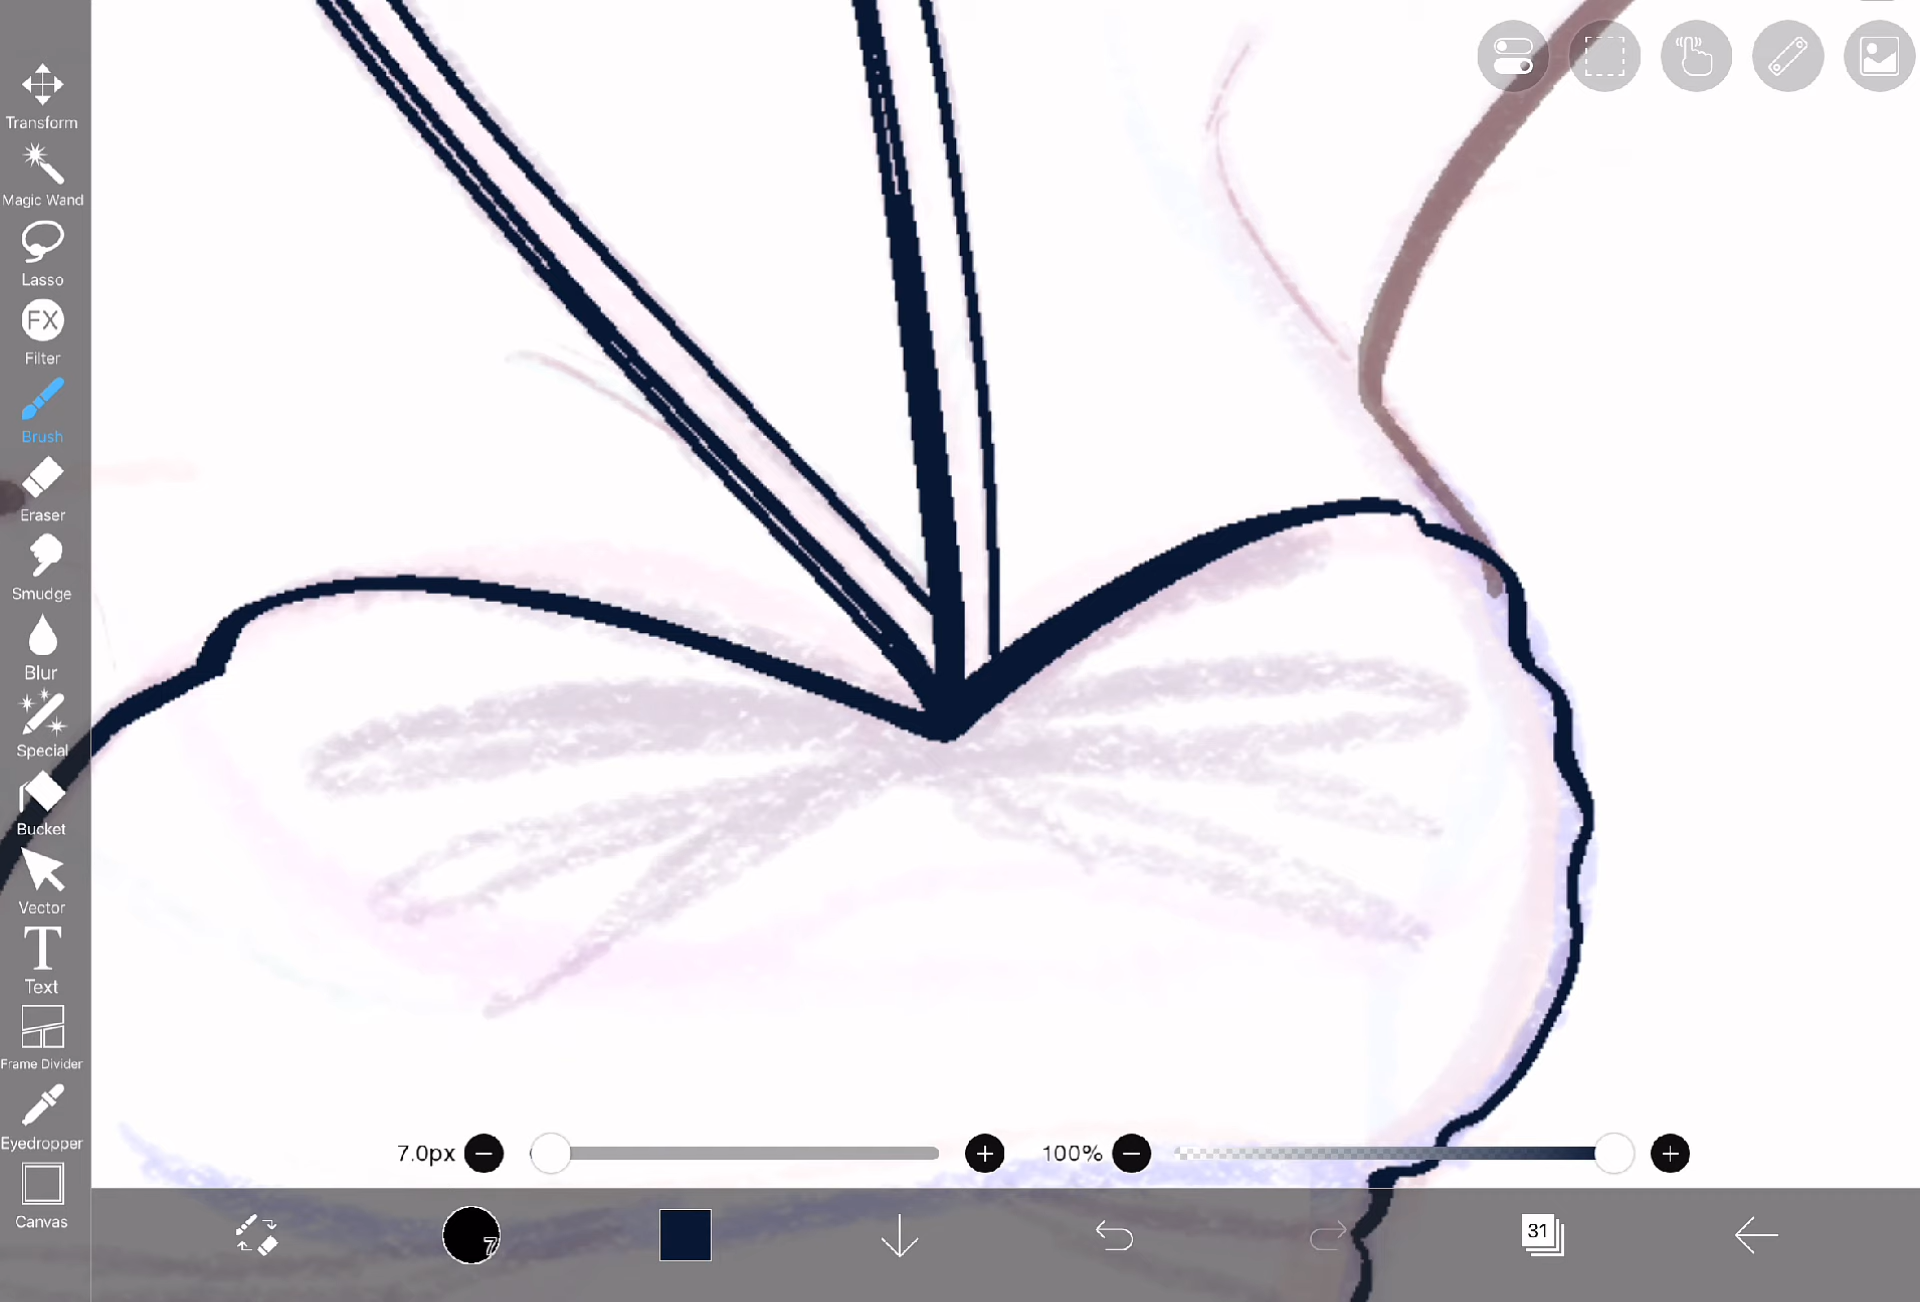 Transform
Magic Wand
Lasso
FX
Filter
Brush
Eraser
Smudge
Blur
Special
Bucket
Vector
T
Text
Frame Divider
Eyedropper
Canvas
7.0px
100%
7
31